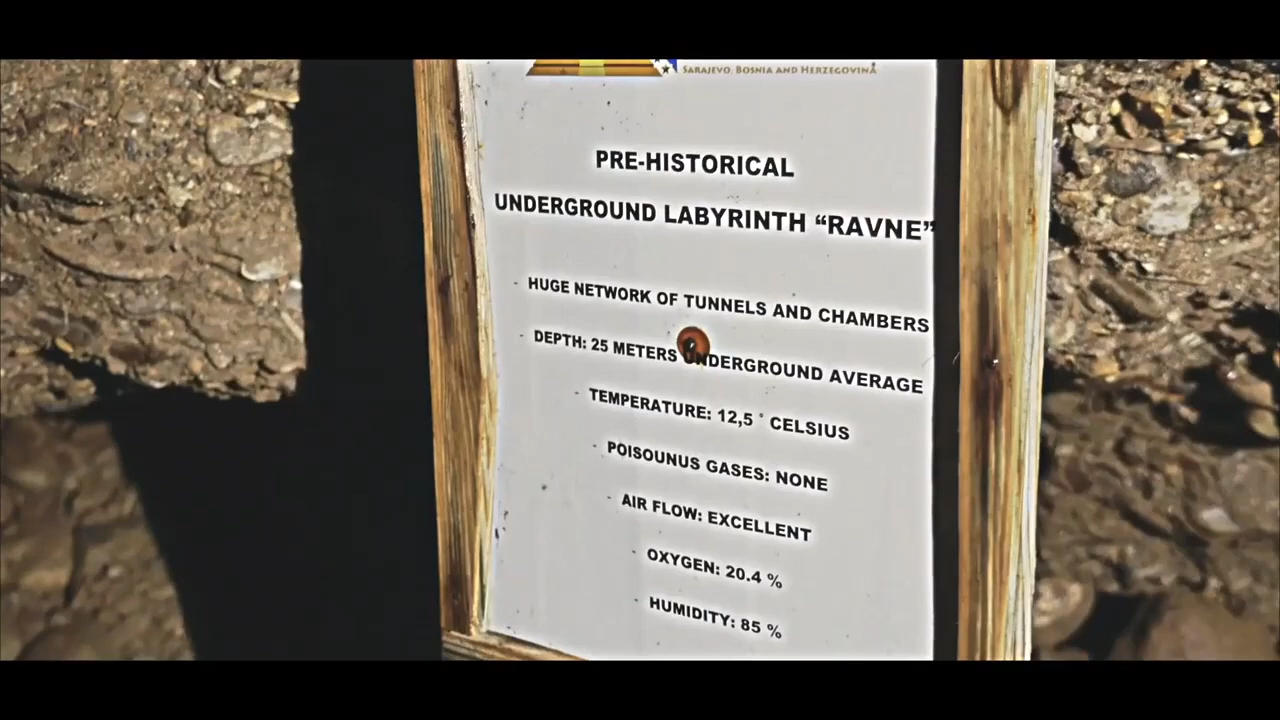 SARAJEVO, BOSNIA AND HERZEGOVINA
PRE-HISTORICAL
UNDERGROUND LABYRINTH “RAVNE”
- HUGE NETWORK OF TUNNELS AND CHAMBERS
- DEPTH: 25 METERS UNDERGROUND AVERAGE
- TEMPERATURE: 12,5 ° CELSIUS
- POISOUNUS GASES: NONE
- AIR FLOW: EXCELLENT
- OXYGEN: 20.4 %
- HUMIDITY: 85 %